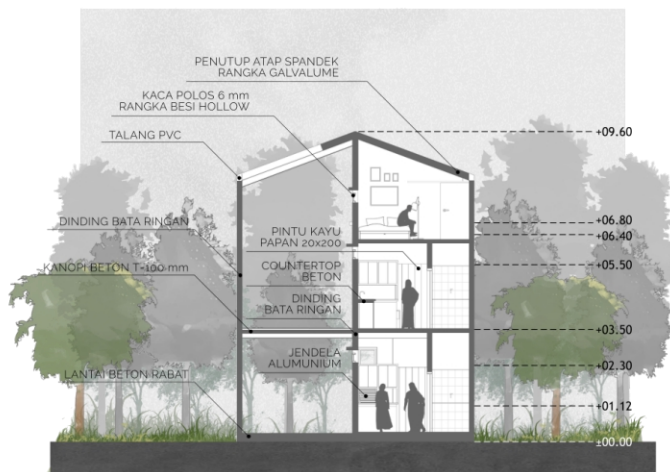 PENUTUP ATAP SPANDEK
RANGKA GALVALUME
KACA POLOS 6 mm
RANGKA BESI HOLLOW
TALANG PVC
+09.60
DINDING BATA RINGAN
PINTU KAYU
PAPAN 20x200
+06.80
+06.40
KANOPI BETON T-100 mm
COUNTERTOP
BETON
+05.50
DINDING
BATA RINGAN
+03.50
JENDELA
ALUMUNIUM
+02.30
LANTAI BETON RABAT
+01.12
±00.00